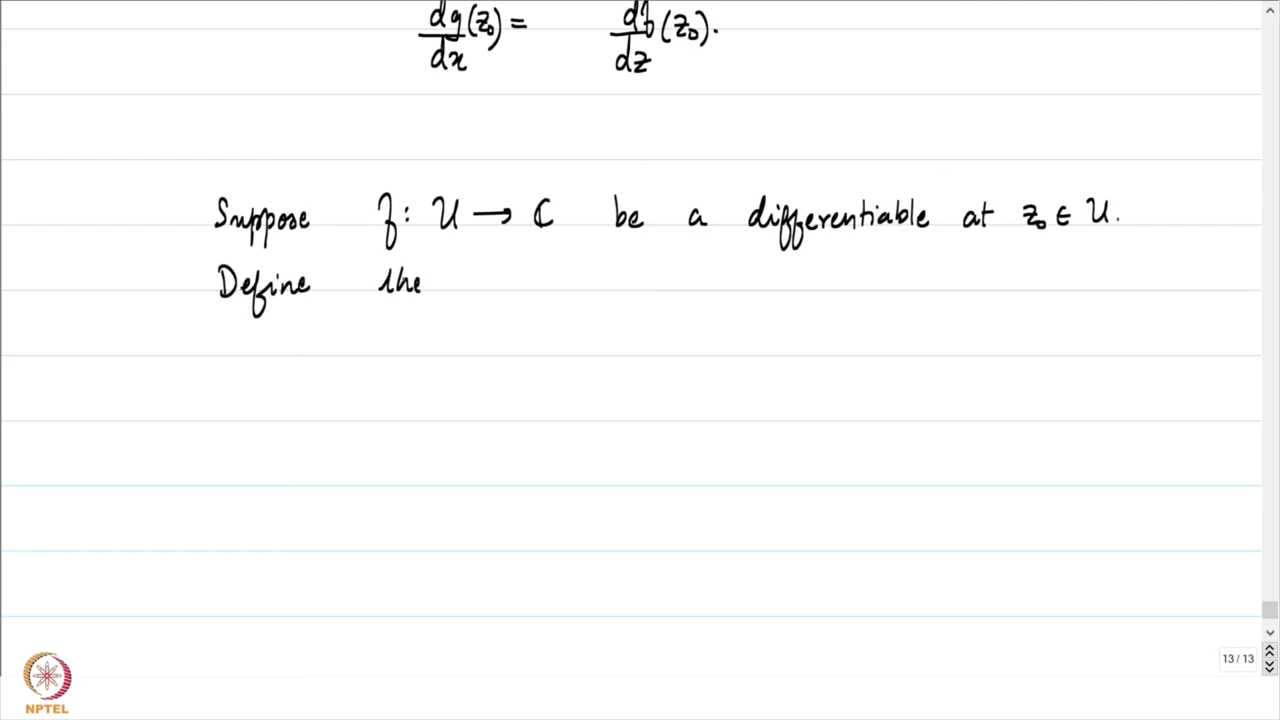 dg/dx (z₀) = df/dz (z₀).
Suppose f: U → ℂ be a differentiable at z₀ ∈ U.
Define the
13 / 13
NPTEL